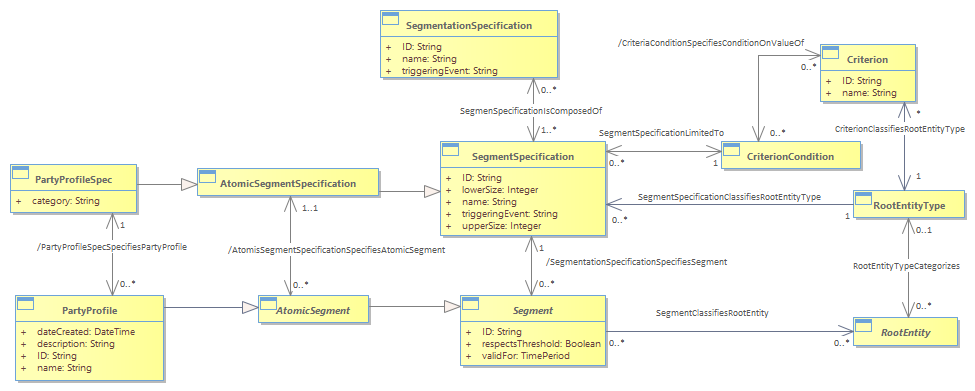 SegmentationSpecification
+ ID: String
+ name: String
+ triggeringEvent: String
/CriteriaConditionSpecifiesConditionOnValueOf
0..*
Criterion
+ ID: String
+ name: String
0..*
SegmenSpecificationIsComposedOf
1..*
SegmentSpecificationLimitedTo
0..*
1
0..*
CriterionCondition
*
CriterionClassifiesRootEntityType
1
SegmentSpecification
+ ID: String
+ lowerSize: Integer
+ name: String
+ triggeringEvent: String
+ upperSize: Integer
PartyProfileSpec
+ category: String
AtomicSegmentSpecification
SegmentSpecificationClassifiesRootEntityType
0..*
1
RootEntityType
1
1..1
1
0..1
/PartyProfileSpecSpecifiesPartyProfile
/AtomisSegmentSpecificationSpecifiesAtomicSegment
/SegmentationSpecificationSpecifiesSegment
RootEntityTypeCategorizes
0..*
0..*
0..*
0..*
PartyProfile
+ dateCreated: DateTime
+ description: String
+ ID: String
+ name: String
AtomicSegment
Segment
+ ID: String
+ respectsThreshold: Boolean
+ validFor: TimePeriod
SegmentClassifiesRootEntity
0..*
0..*
RootEntity